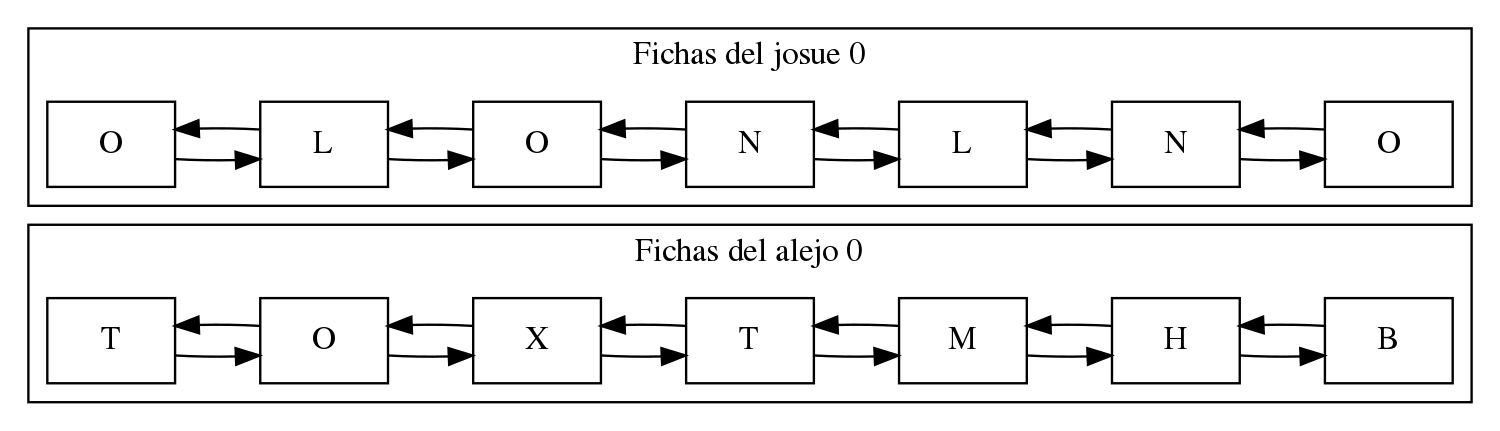 Fichas del josue 0
O L O N L N O
Fichas del alejo 0
T O X T M H B